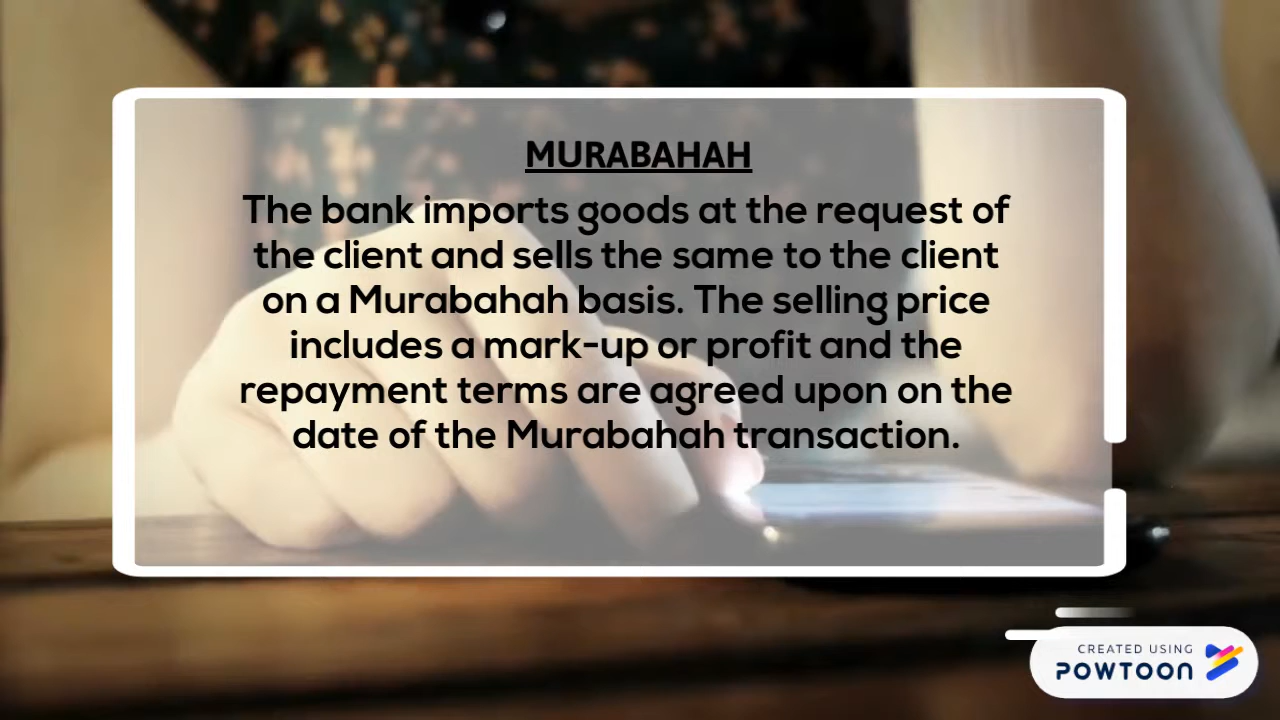 MURABAHAH
The bank imports goods at the request of
the client and sells the same to the client
on a Murabahah basis. The selling price
includes a mark-up or profit and the
repayment terms are agreed upon on the
date of the Murabahah transaction.
CREATED USING
POWTOON